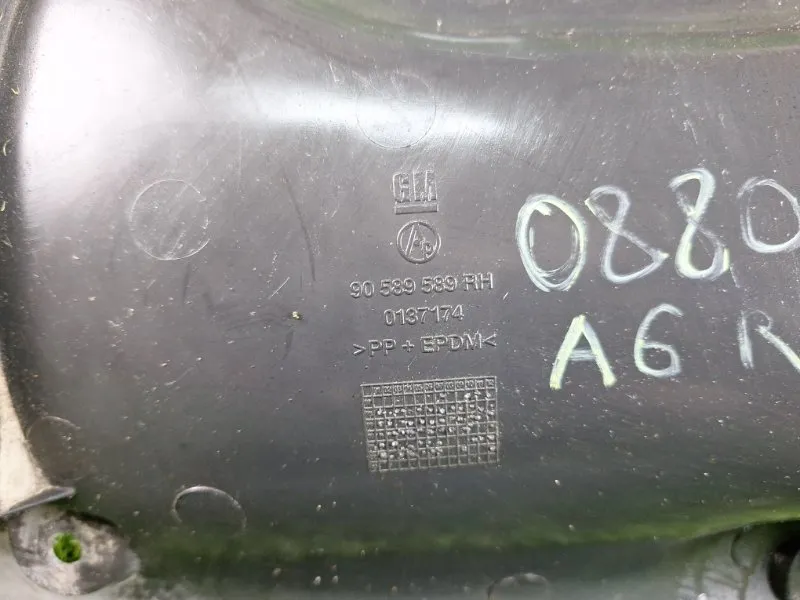 GM
90 589 589 RH
0137174
>PP + EPDM<
0880
A6 R